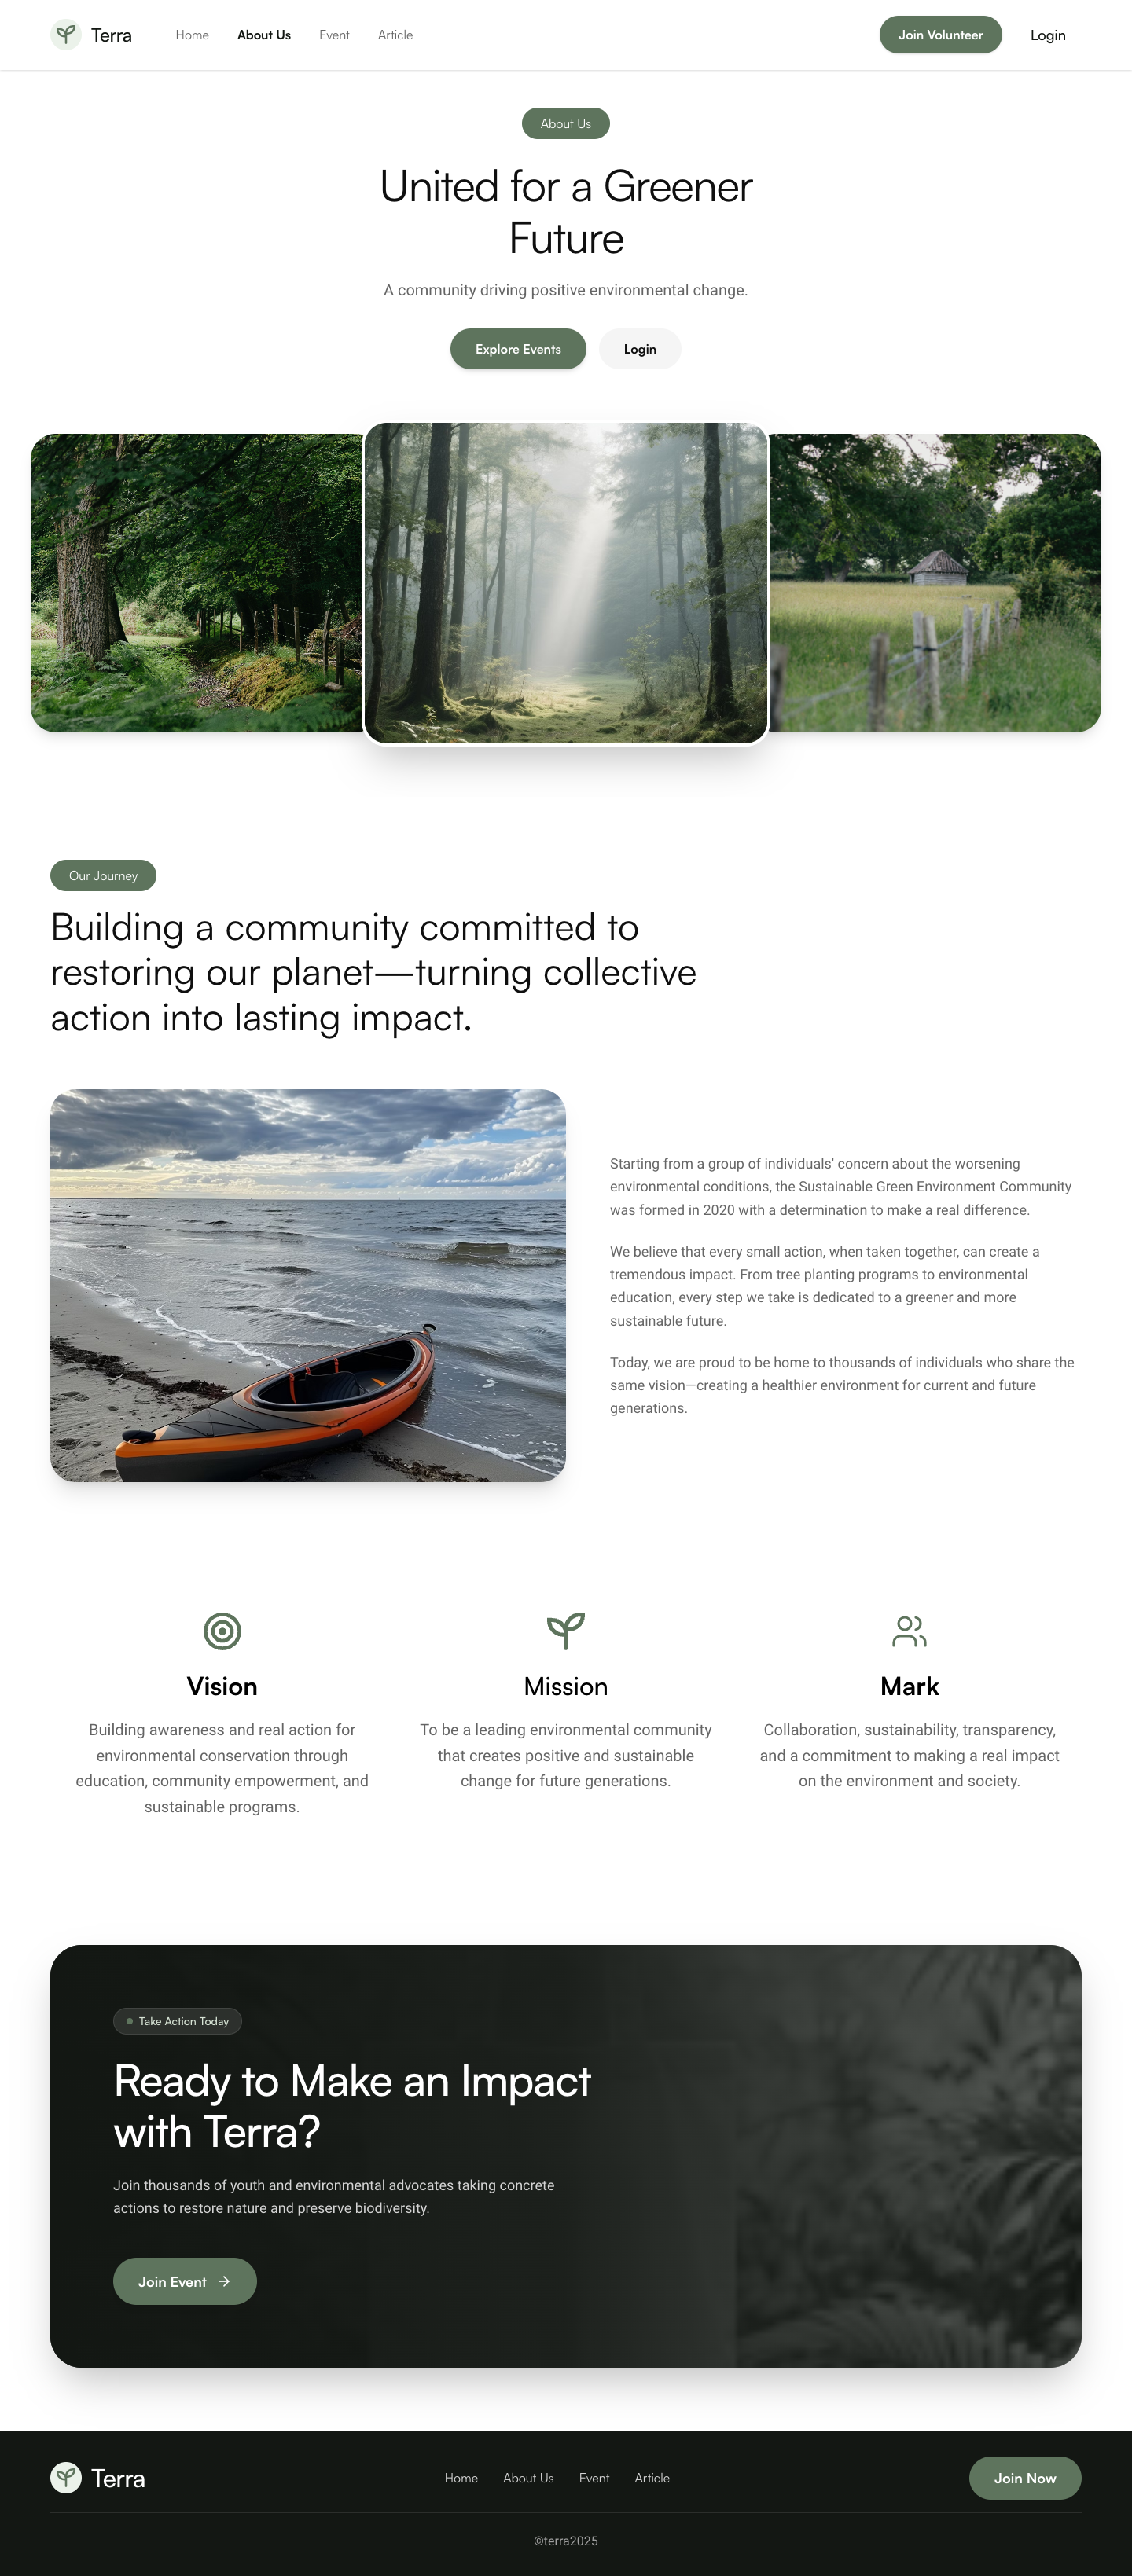 Terra
Home
About Us
Event
Article
Join Volunteer
Login
About Us
United for a Greener
Future
A community driving positive environmental change.
Explore Events
Login
Our Journey
Building a community committed to
restoring our planet—turning collective
action into lasting impact.
Starting from a group of individuals' concern about the worsening
environmental conditions, the Sustainable Green Environment Community
was formed in 2020 with a determination to make a real difference.
We believe that every small action, when taken together, can create a
tremendous impact. From tree planting programs to environmental
education, every step we take is dedicated to a greener and more
sustainable future.
Today, we are proud to be home to thousands of individuals who share the
same vision—creating a healthier environment for current and future
generations.
Vision
Building awareness and real action for
environmental conservation through
education, community empowerment, and
sustainable programs.
Mission
To be a leading environmental community
that creates positive and sustainable
change for future generations.
Mark
Collaboration, sustainability, transparency,
and a commitment to making a real impact
on the environment and society.
Take Action Today
Ready to Make an Impact
with Terra?
Join thousands of youth and environmental advocates taking concrete
actions to restore nature and preserve biodiversity.
Join Event
Terra
Home
About Us
Event
Article
Join Now
©terra2025